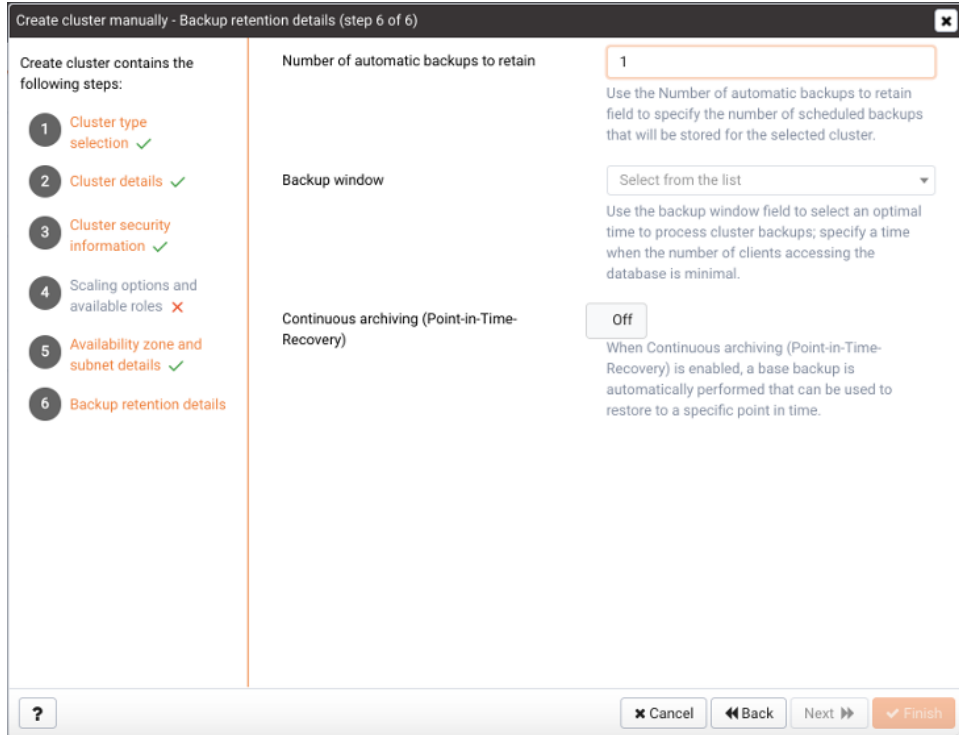 Create cluster manually - Backup retention details (step 6 of 6)
Create cluster contains the
following steps:
1
Cluster type
selection
2
Cluster details
3
Cluster security
information
4
Scaling options and
available roles
5
Availability zone and
subnet details
6
Backup retention details
Number of automatic backups to retain
1
Use the Number of automatic backups to retain
field to specify the number of scheduled backups
that will be stored for the selected cluster.
Backup window
Select from the list
Use the backup window field to select an optimal
time to process cluster backups; specify a time
when the number of clients accessing the
database is minimal.
Continuous archiving (Point-in-Time-
Recovery)
Off
When Continuous archiving (Point-in-Time-
Recovery) is enabled, a base backup is
automatically performed that can be used to
restore to a specific point in time.
?
Cancel
Back
Next
Finish